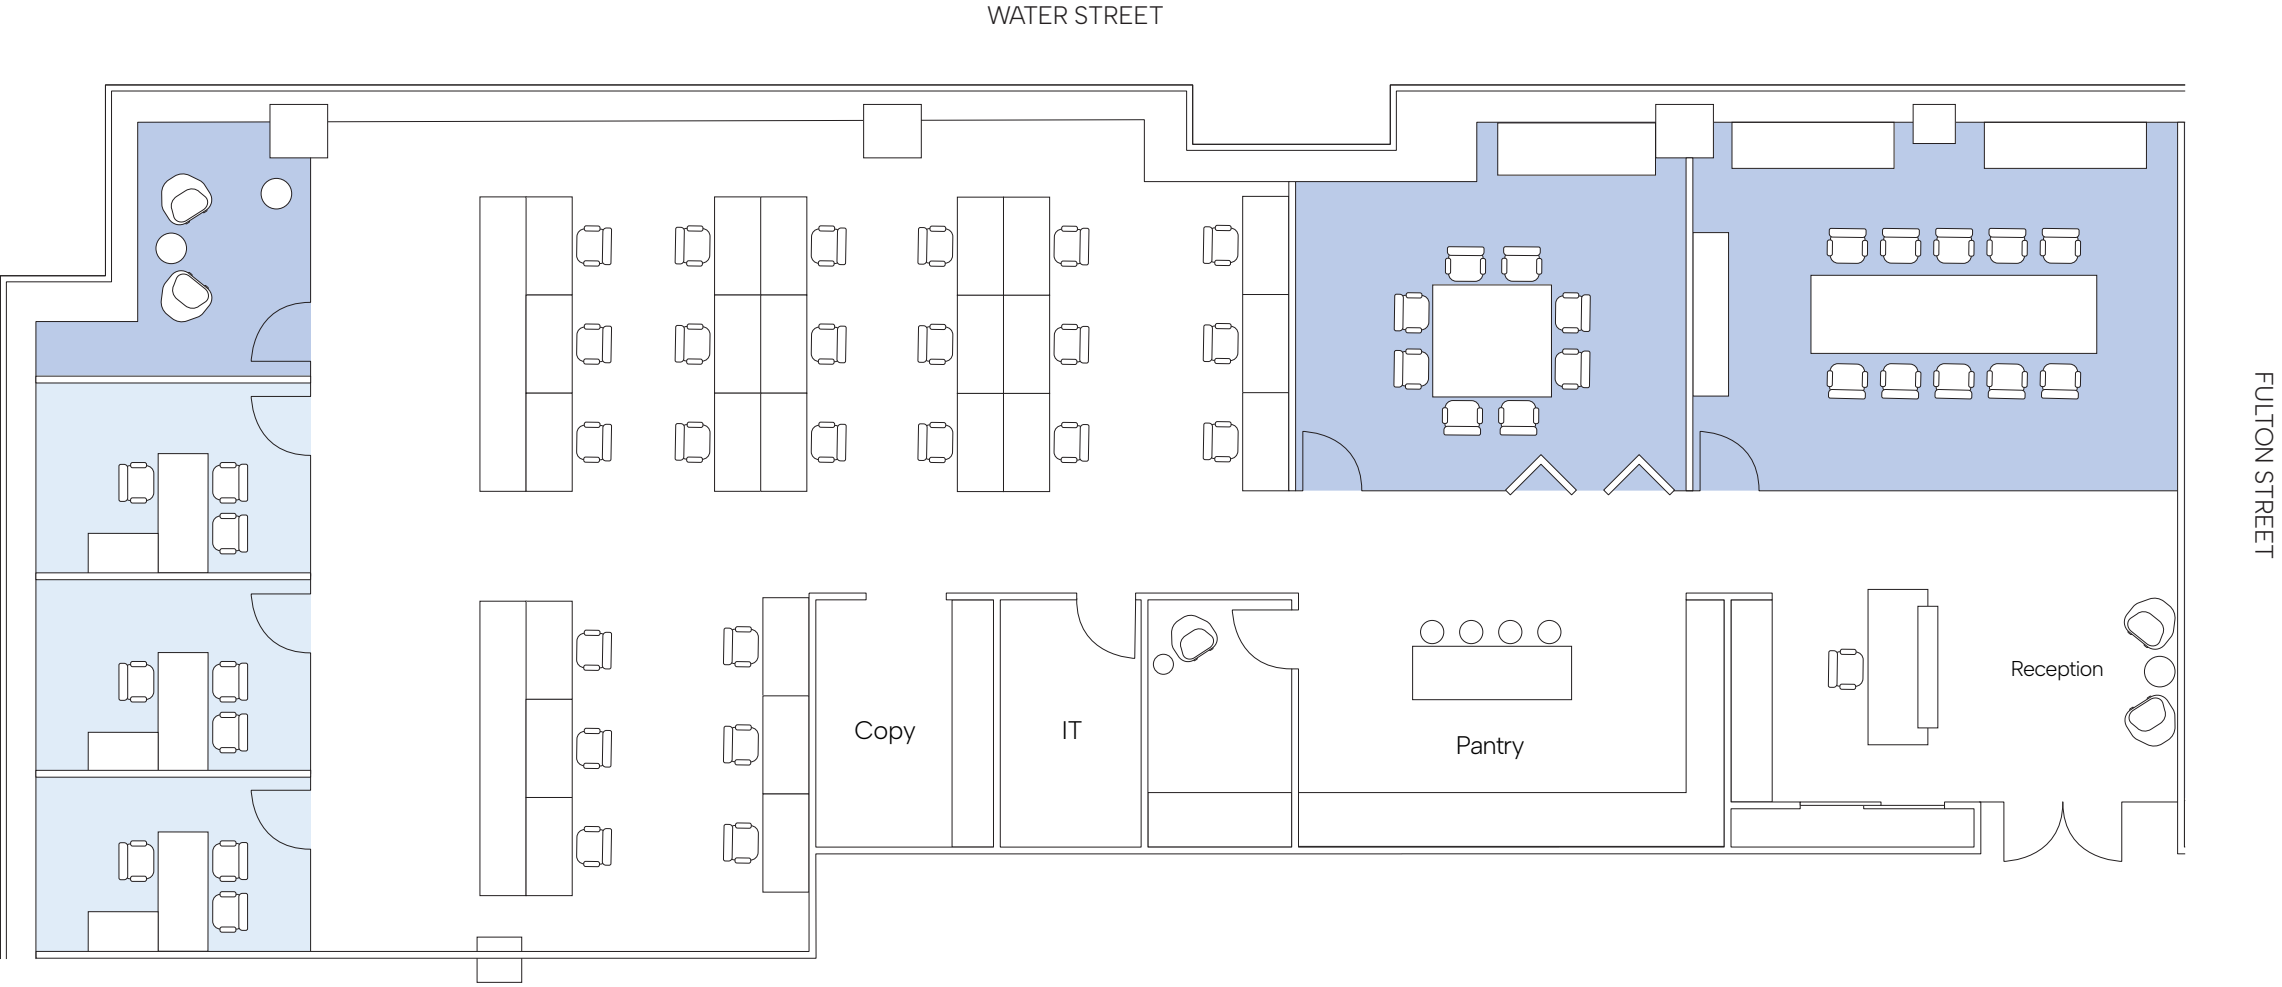 WATER STREET
FULTON STREET
Reception
Copy
IT
Pantry